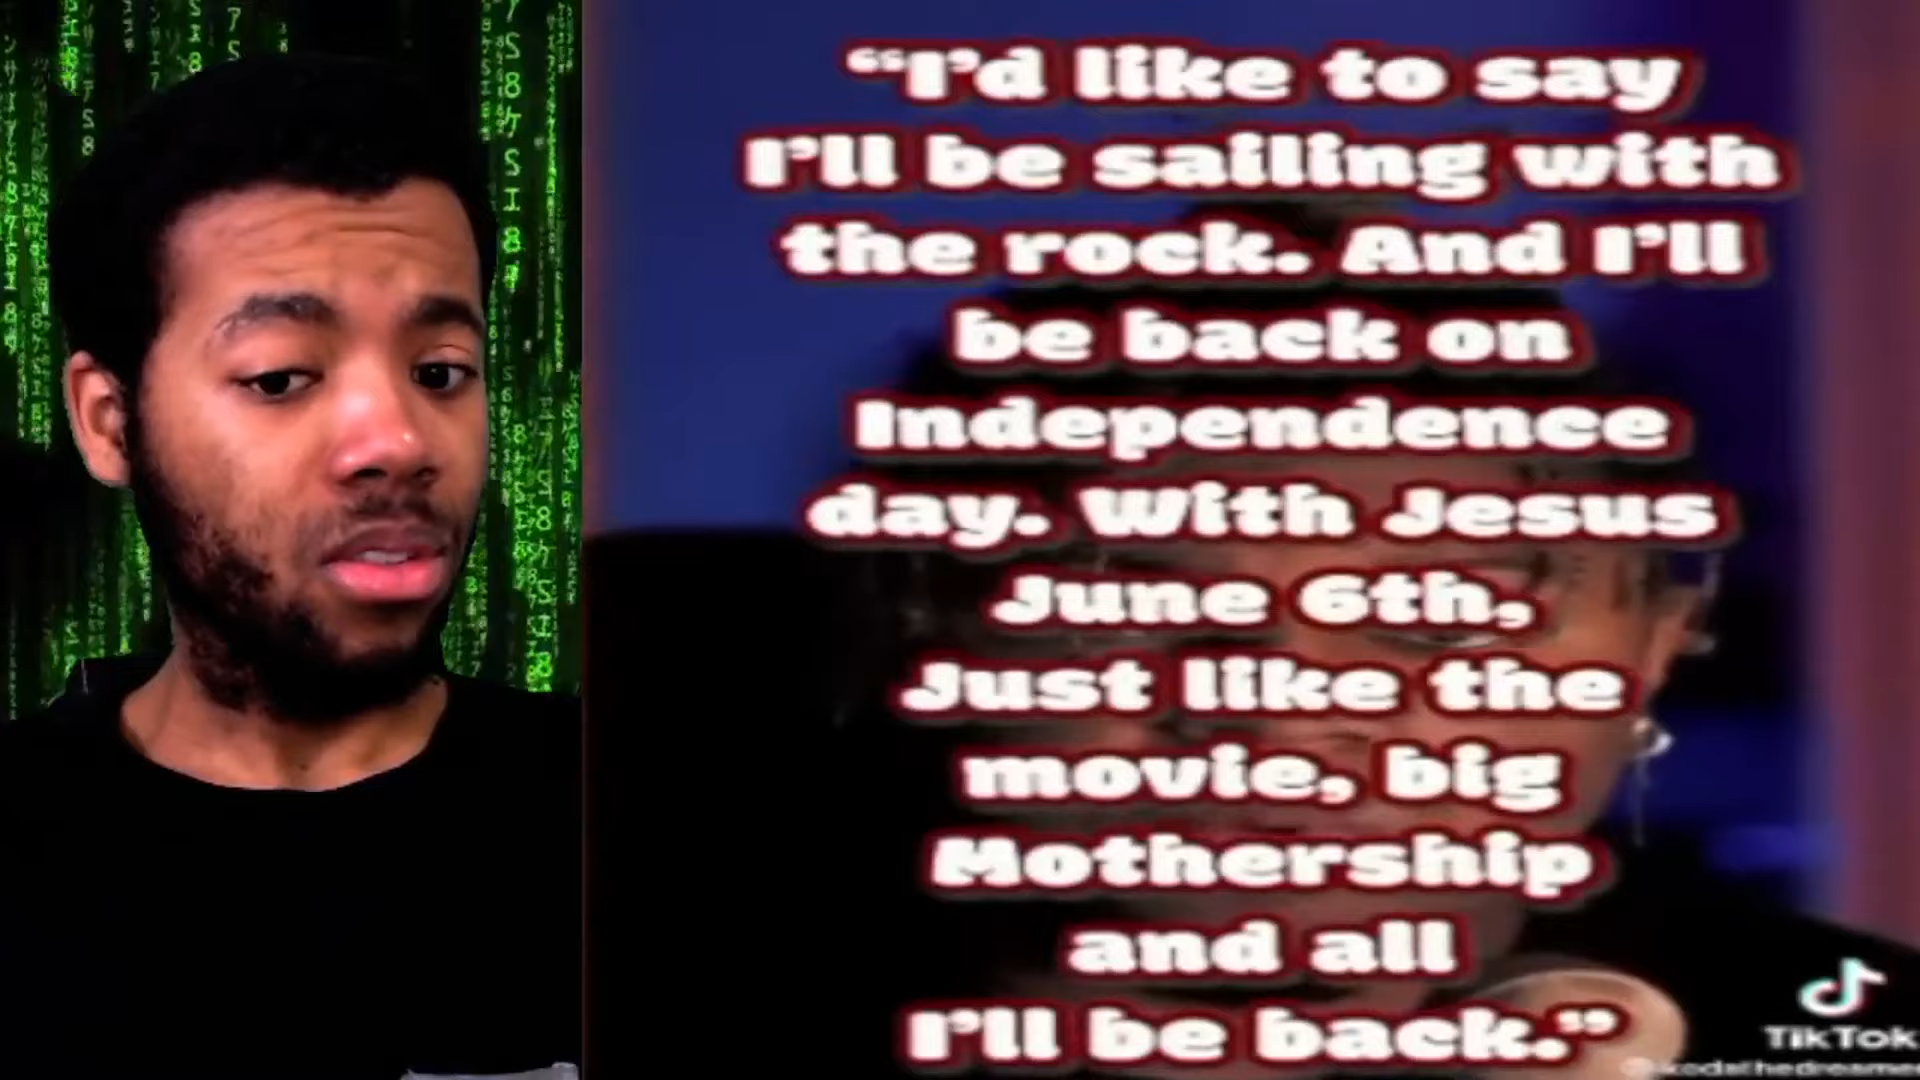 “I’d like to say
I’ll be sailing with
the rock. And I’ll
be back on
Independence
day. With Jesus
June 6th,
Just like the
movie, big
Mothership
and all
I’ll be back.”
TikTok